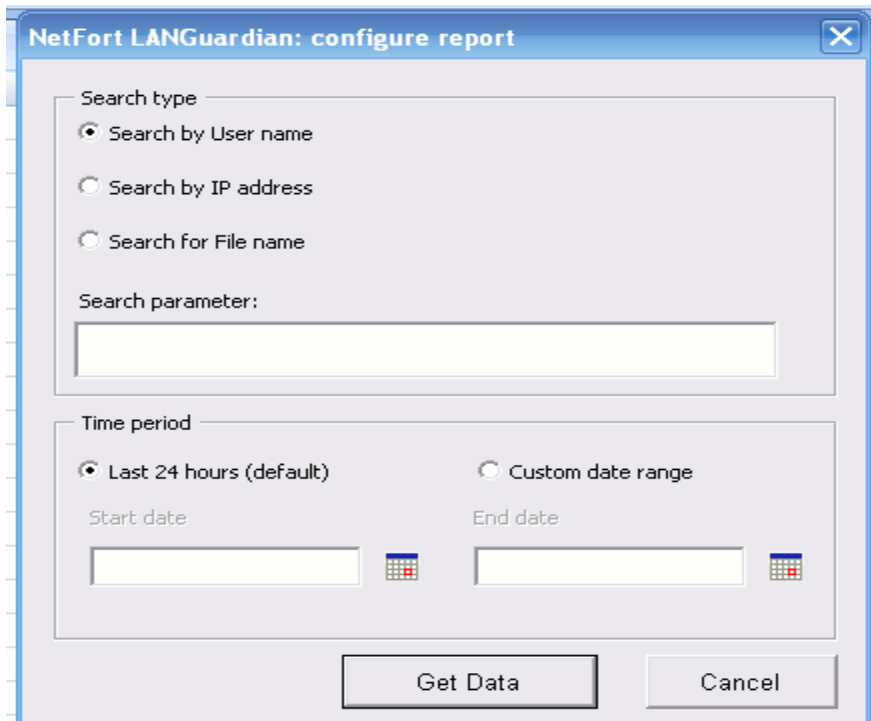 NetFort LANGuardian: configure report
Search type
Search by User name
Search by IP address
Search for File name
Search parameter:
Time period
Last 24 hours (default) Custom date range
Start date End date
Get Data Cancel